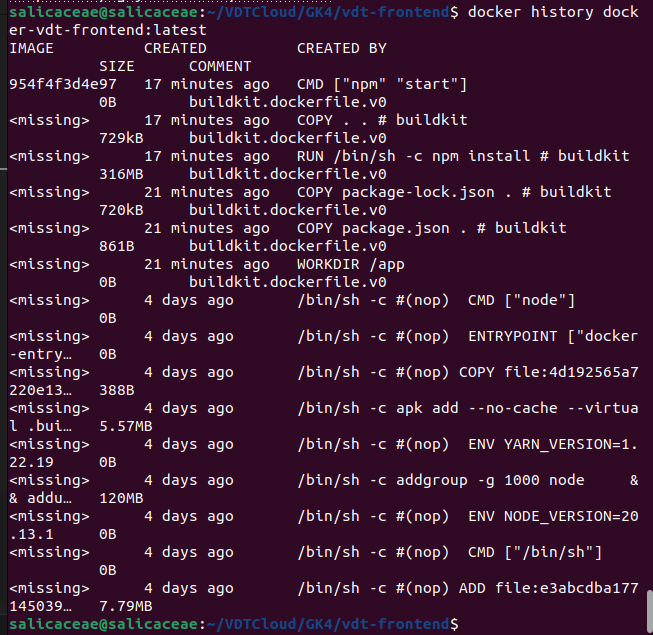 salicaceae@salicaceae:~/VDTCloud/GK4/vdt-frontend$ docker history dock
er-vdt-frontend:latest
IMAGE          CREATED          CREATED BY
          SIZE      COMMENT
954f4f3d4e97   17 minutes ago   CMD ["npm" "start"]
          0B        buildkit.dockerfile.v0
<missing>      17 minutes ago   COPY . . # buildkit
          729kB     buildkit.dockerfile.v0
<missing>      17 minutes ago   RUN /bin/sh -c npm install # buildkit
          316MB     buildkit.dockerfile.v0
<missing>      21 minutes ago   COPY package-lock.json . # buildkit
          720kB     buildkit.dockerfile.v0
<missing>      21 minutes ago   COPY package.json . # buildkit
          861B      buildkit.dockerfile.v0
<missing>      21 minutes ago   WORKDIR /app
          0B        buildkit.dockerfile.v0
<missing>      4 days ago       /bin/sh -c #(nop)  CMD ["node"]
          0B
<missing>      4 days ago       /bin/sh -c #(nop)  ENTRYPOINT ["docker
-entry…   0B
<missing>      4 days ago       /bin/sh -c #(nop) COPY file:4d192565a7
220e13…   388B
<missing>      4 days ago       /bin/sh -c apk add --no-cache --virtua
l .bui…   5.57MB
<missing>      4 days ago       /bin/sh -c #(nop)  ENV YARN_VERSION=1.
22.19     0B
<missing>      4 days ago       /bin/sh -c addgroup -g 1000 node     &
& addu…   120MB
<missing>      4 days ago       /bin/sh -c #(nop)  ENV NODE_VERSION=20
.13.1     0B
<missing>      4 days ago       /bin/sh -c #(nop)  CMD ["/bin/sh"]
          0B
<missing>      4 days ago       /bin/sh -c #(nop) ADD file:e3abcdba177
145039…   7.79MB
salicaceae@salicaceae:~/VDTCloud/GK4/vdt-frontend$